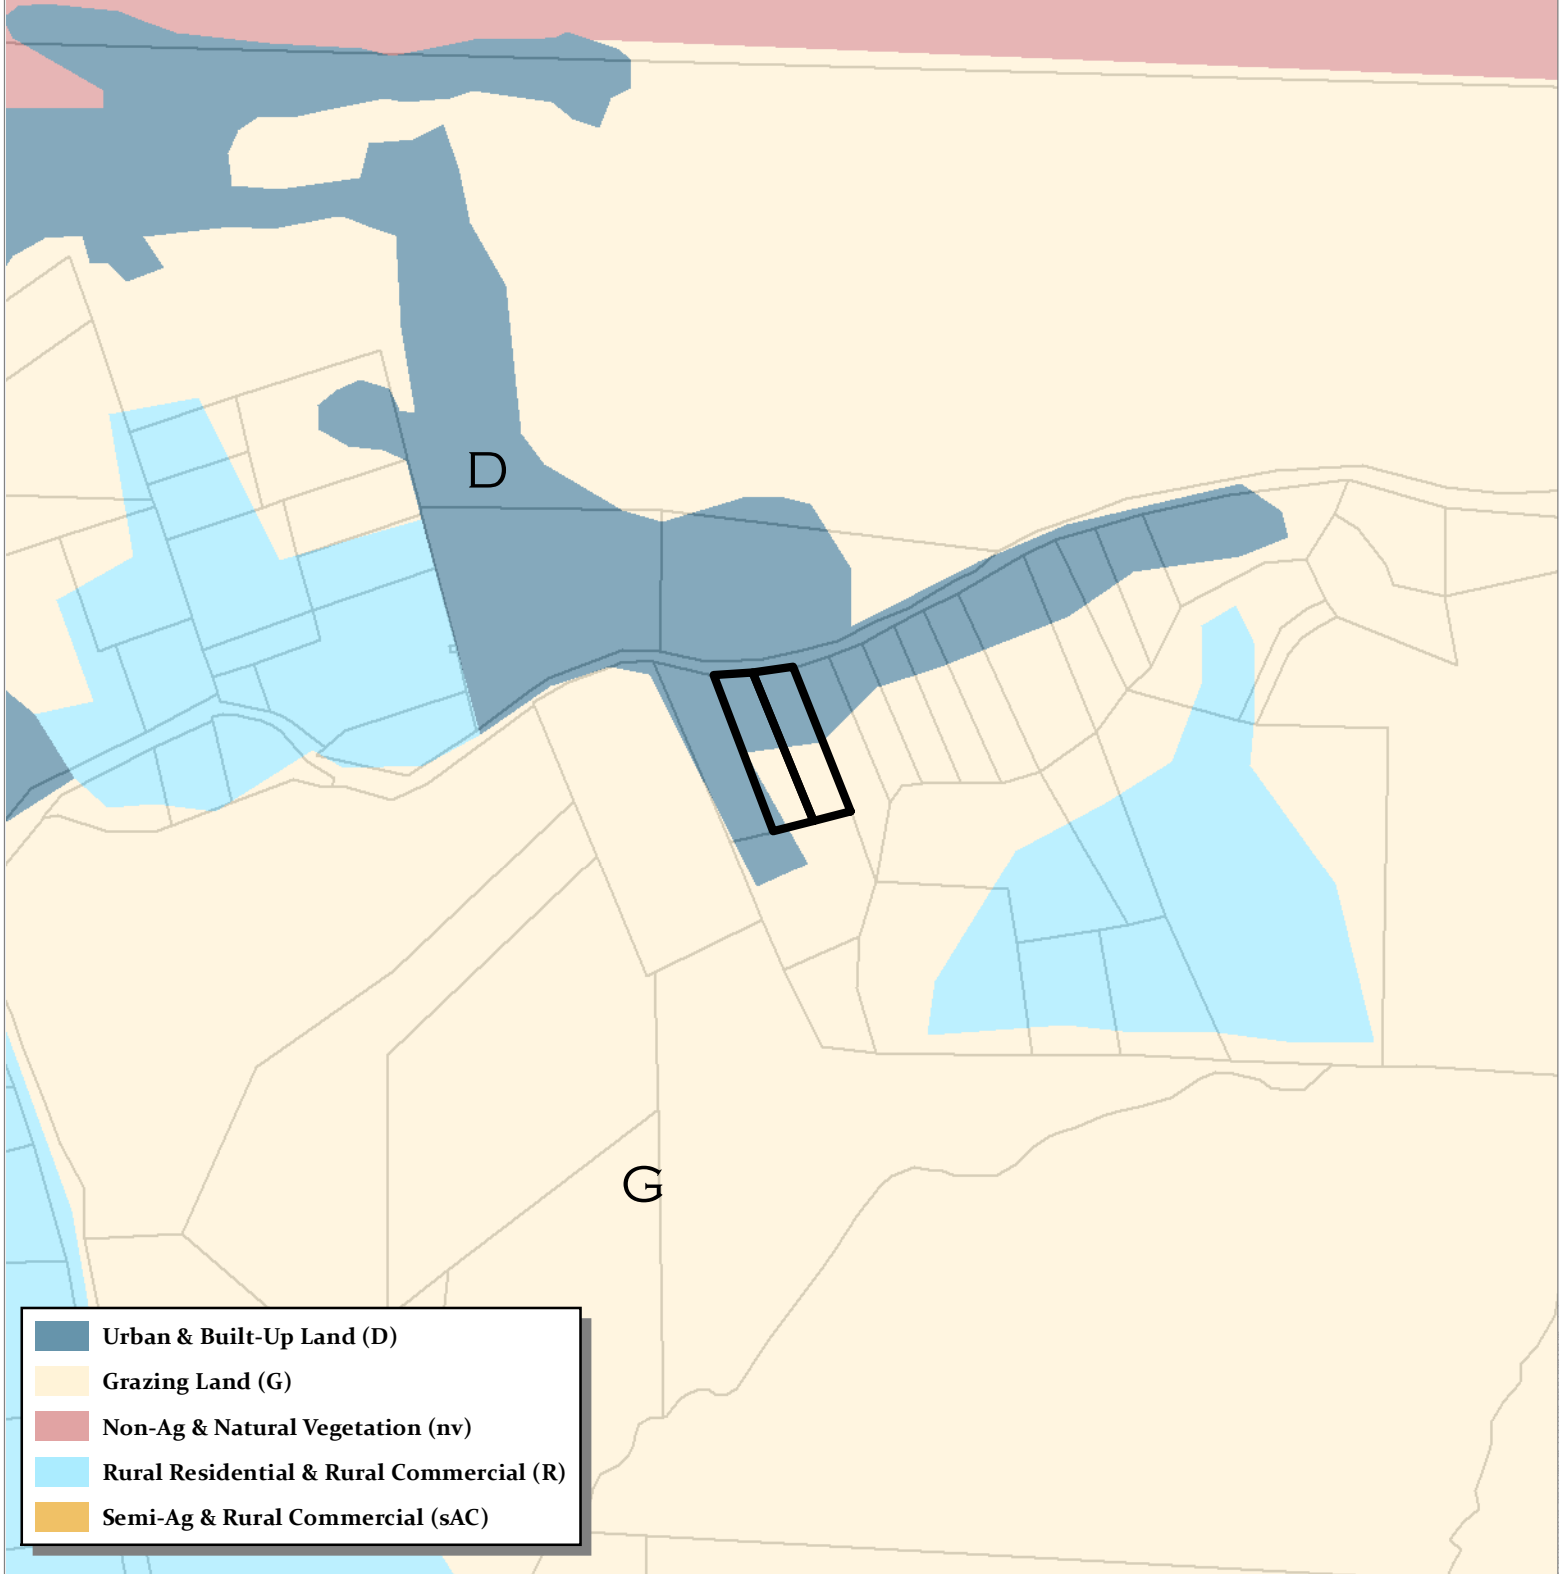 D
G
Urban & Built-Up Land (D)
Grazing Land (G)
Non-Ag & Natural Vegetation (nv)
Rural Residential & Rural Commercial (R)
Semi-Ag & Rural Commercial (sAC)